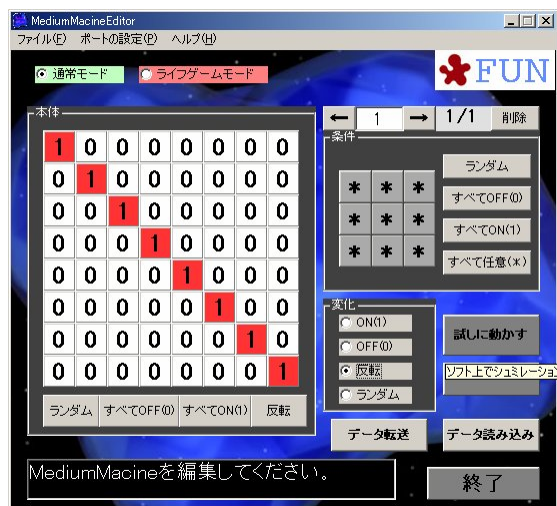 MediumMacineEditor
ファイル(F) ポートの設定(P) ヘルプ(H)
通常モード ライフゲームモード
FUN
本体
1 0 0 0 0 0 0 0
0 1 0 0 0 0 0 0
0 0 1 0 0 0 0 0
0 0 0 1 0 0 0 0
0 0 0 0 1 0 0 0
0 0 0 0 0 1 0 0
0 0 0 0 0 0 1 0
0 0 0 0 0 0 0 1
ランダム すべてOFF(0) すべてON(1) 反転
← 1 → 1/1 削除
条件
* * *
* * *
* * *
ランダム
すべてOFF(0)
すべてON(1)
すべて任意(*)
変化
ON(1)
OFF(0)
反転
ランダム
試しに動かす
ソフト上でシュミレーション
データ転送 データ読み込み
MediumMacineを編集してください。
終了